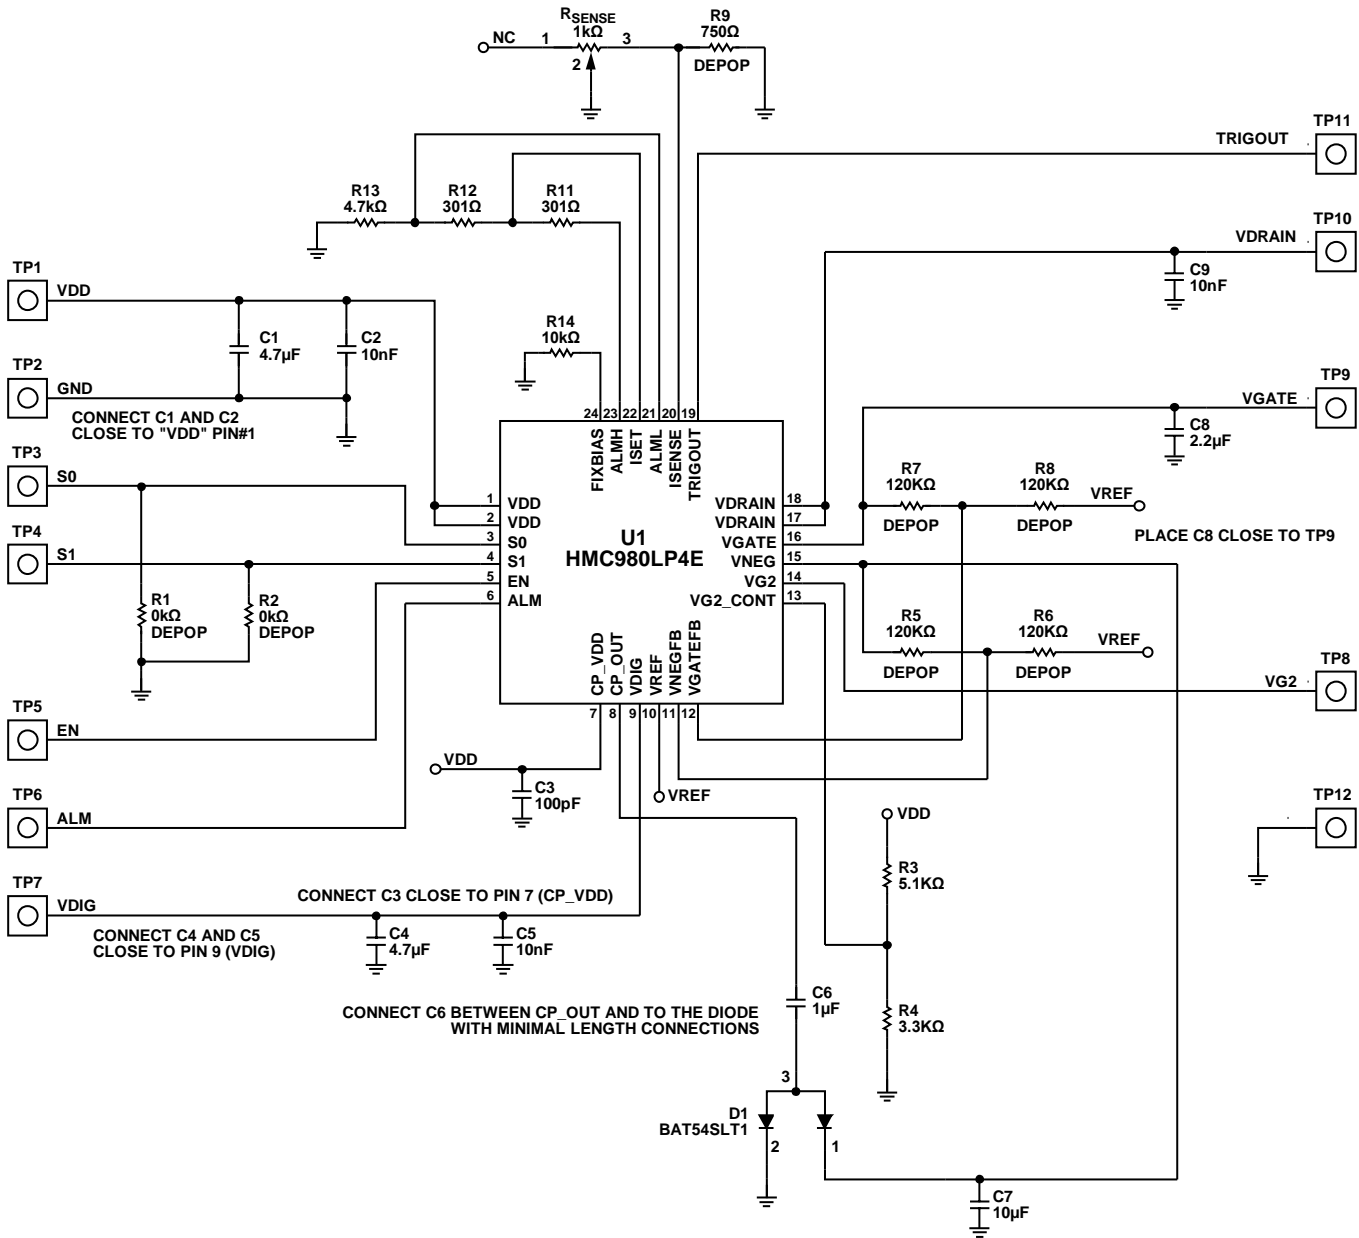 R_SENSE
1kΩ
R9
750Ω
NC
1
3
2
DEPOP
TP11
TRIGOUT
R13
4.7kΩ
R12
301Ω
R11
301Ω
TP10
VDRAIN
TP1
VDD
C9
10nF
R14
10kΩ
C1
4.7µF
C2
10nF
TP2
GND
TP9
VGATE
CONNECT C1 AND C2
CLOSE TO "VDD" PIN#1
24 23 22 21 20 19
FIXBIAS
ALMH
ISET
ALML
ISENSE
TRIGOUT
C8
2.2µF
TP3
S0
R7
120KΩ
DEPOP
R8
120KΩ
DEPOP
VREF
PLACE C8 CLOSE TO TP9
1 VDD
2 VDD
3 S0
4 S1
5 EN
6 ALM
U1
HMC980LP4E
VDRAIN 18
VDRAIN 17
VGATE 16
VNEG 15
VG2 14
VG2_CONT 13
TP4
S1
R1
0kΩ
DEPOP
R2
0kΩ
DEPOP
R5
120KΩ
DEPOP
R6
120KΩ
DEPOP
VREF
CP_VDD
CP_OUT
VDIG
VREF
VNEGFB
VGATEFB
7 8 9 10 11 12
TP8
VG2
TP5
EN
VDD
C3
100pF
VREF
TP6
ALM
VDD
TP12
R3
5.1KΩ
TP7
VDIG
CONNECT C3 CLOSE TO PIN 7 (CP_VDD)
CONNECT C4 AND C5
CLOSE TO PIN 9 (VDIG)
C4
4.7µF
C5
10nF
C6
1µF
CONNECT C6 BETWEEN CP_OUT AND TO THE DIODE
WITH MINIMAL LENGTH CONNECTIONS
R4
3.3KΩ
3
D1
BAT54SLT1
2
1
C7
10µF